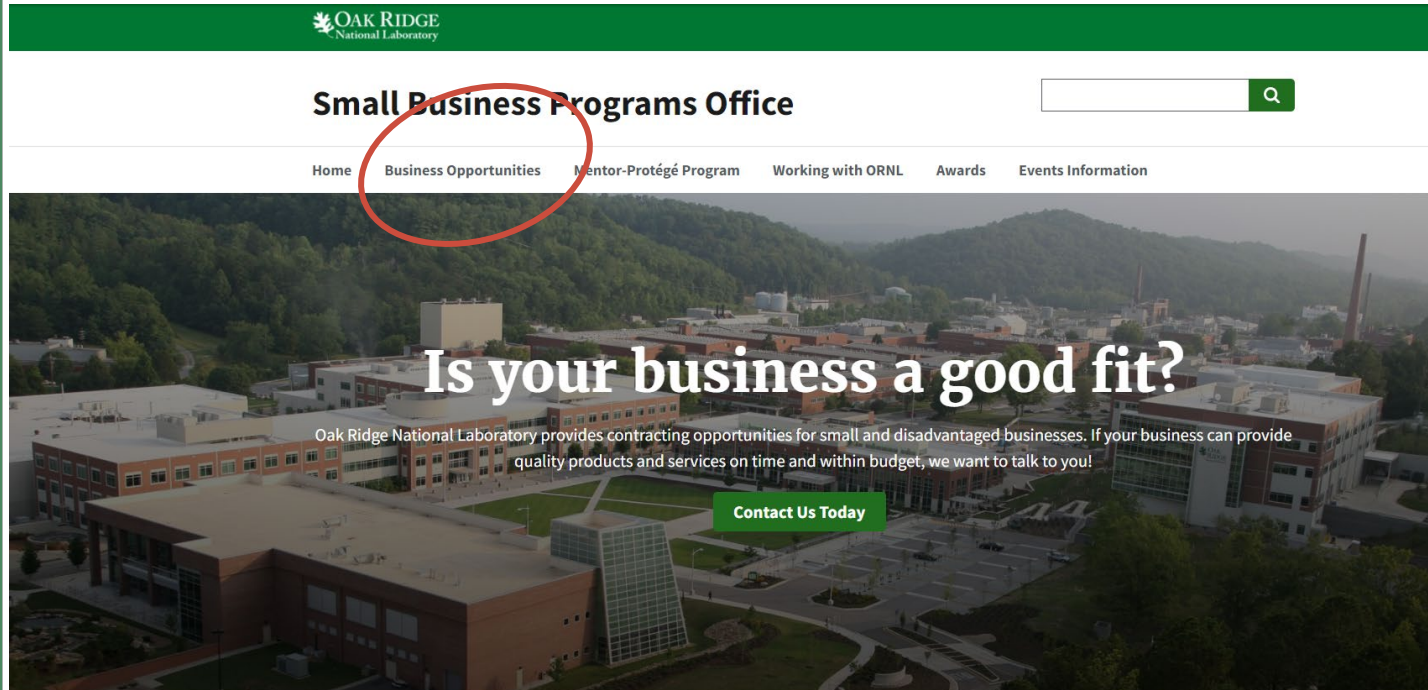 OAK RIDGE
National Laboratory
Small Business Programs Office
Home Business Opportunities Mentor-Protégé Program Working with ORNL Awards Events Information
Is your business a good fit?
Oak Ridge National Laboratory provides contracting opportunities for small and disadvantaged businesses. If your business can provide
quality products and services on time and within budget, we want to talk to you!
Contact Us Today